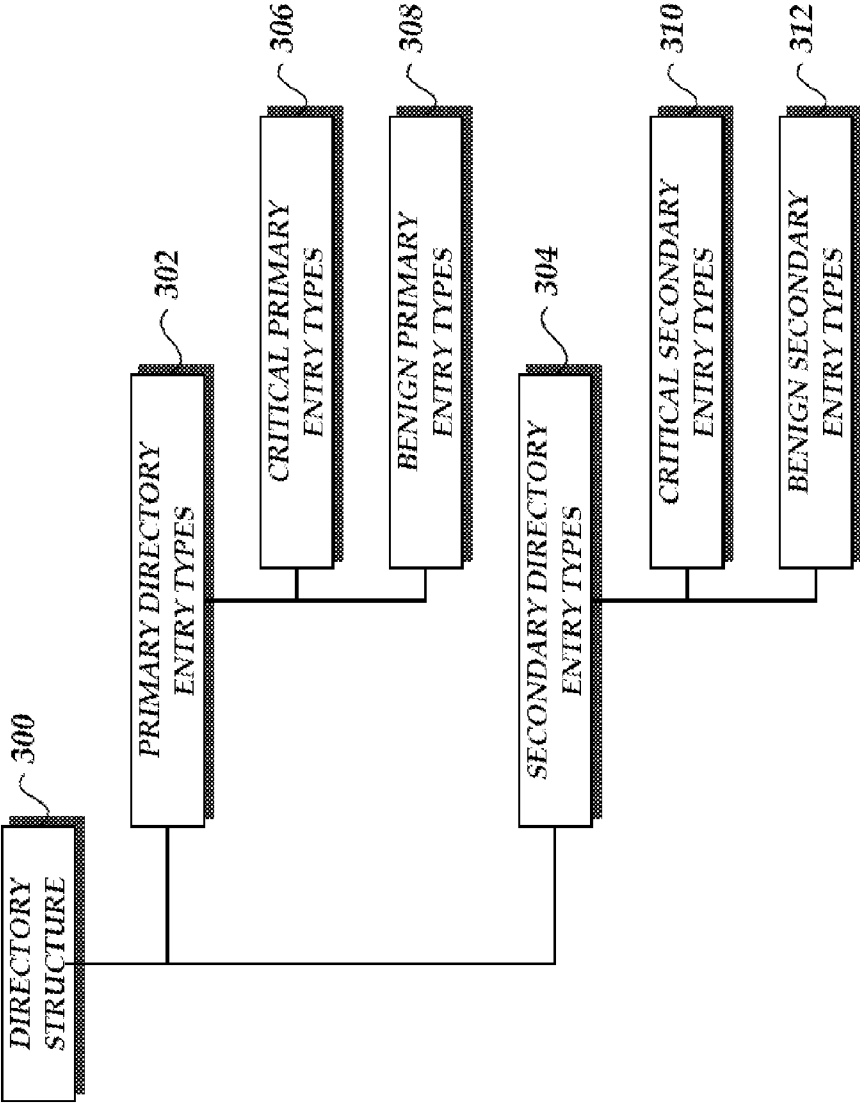 DIRECTORY
STRUCTURE
300
PRIMARY DIRECTORY
ENTRY TYPES
302
CRITICAL PRIMARY
ENTRY TYPES
306
BENIGN PRIMARY
ENTRY TYPES
308
SECONDARY DIRECTORY
ENTRY TYPES
304
CRITICAL SECONDARY
ENTRY TYPES
310
BENIGN SECONDARY
ENTRY TYPES
312